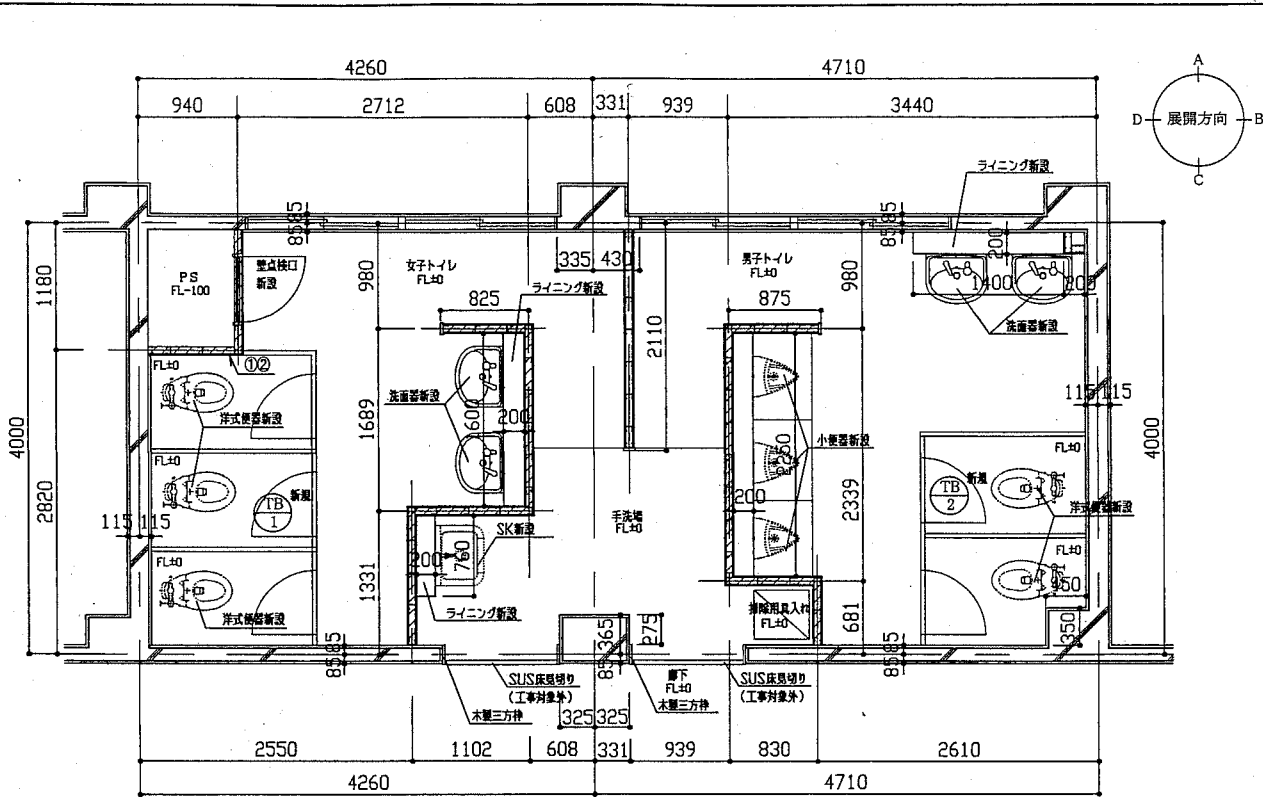 4260
4710
940
2712
608
331
939
3440
A
D
展開方向
B
C
ライニング新設
8585
8585
200
PS
FL-100
壁点検口
新設
女子トイレ
FL±0
335
430
ライニング新設
男子トイレ
FL±0
1400
205
洗面器新設
1180
980
825
2110
875
980
①②
FL±0
洋式便器新設
洗面器新設
1600
200
小便器新設
115
115
4000
1689
2820
FL±0
新規
TB
1
115
115
手洗場
FL±0
200
2339
4000
FL±0
新規
TB
2
洋式便器新設
FL±0
SK新設
200
760
FL±0
洋式便器新設
1331
ライニング新設
掃除用具入れ
FL±0
681
450
350
8585
365
85
275
8585
SUS床見切り
(工事対象外)
木製三方枠
廊下
FL±0
木製三方枠
SUS床見切り
(工事対象外)
325
325
2550
1102
608
331
939
830
2610
4260
4710